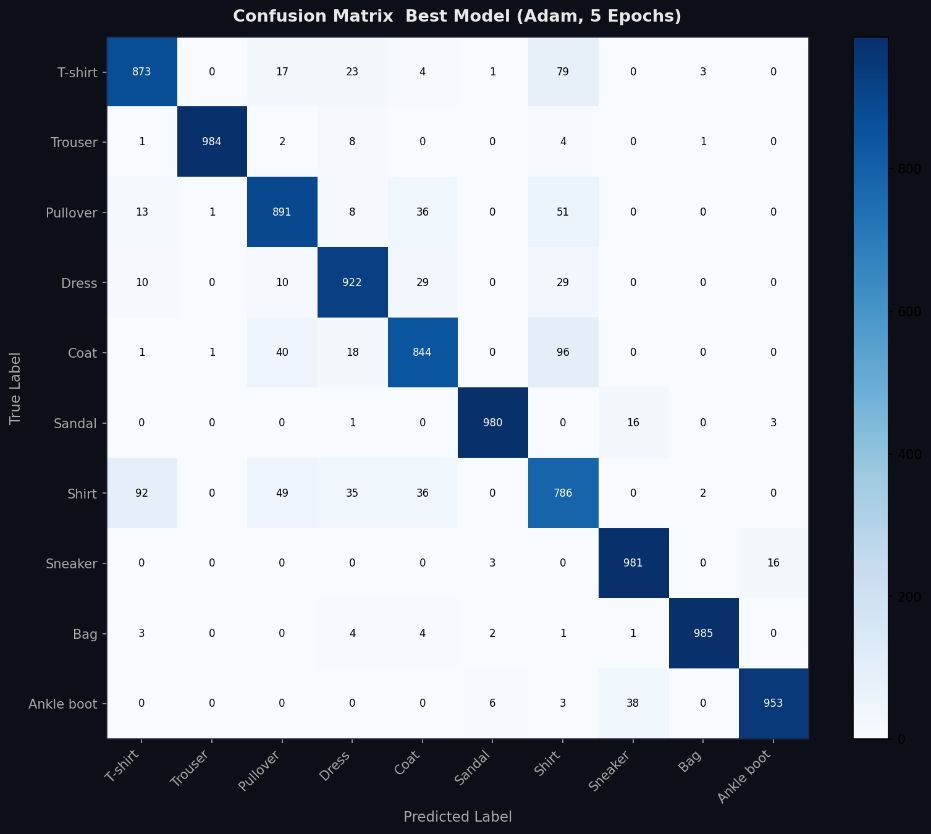 Confusion Matrix  Best Model (Adam, 5 Epochs)
T-shirt 873 0 17 23 4 1 79 0 3 0
Trouser 1 984 2 8 0 0 4 0 1 0
800
Pullover 13 1 891 8 36 0 51 0 0 0
Dress 10 0 10 922 29 0 29 0 0 0
600
Coat 1 1 40 18 844 0 96 0 0 0
Sandal 0 0 0 1 0 980 0 16 0 3
400
Shirt 92 0 49 35 36 0 786 0 2 0
Sneaker 0 0 0 0 0 3 0 981 0 16
200
Bag 3 0 0 4 4 2 1 1 985 0
Ankle boot 0 0 0 0 0 6 3 38 0 953
0
True Label
T-shirt Trouser Pullover Dress Coat Sandal Shirt Sneaker Bag Ankle boot
Predicted Label